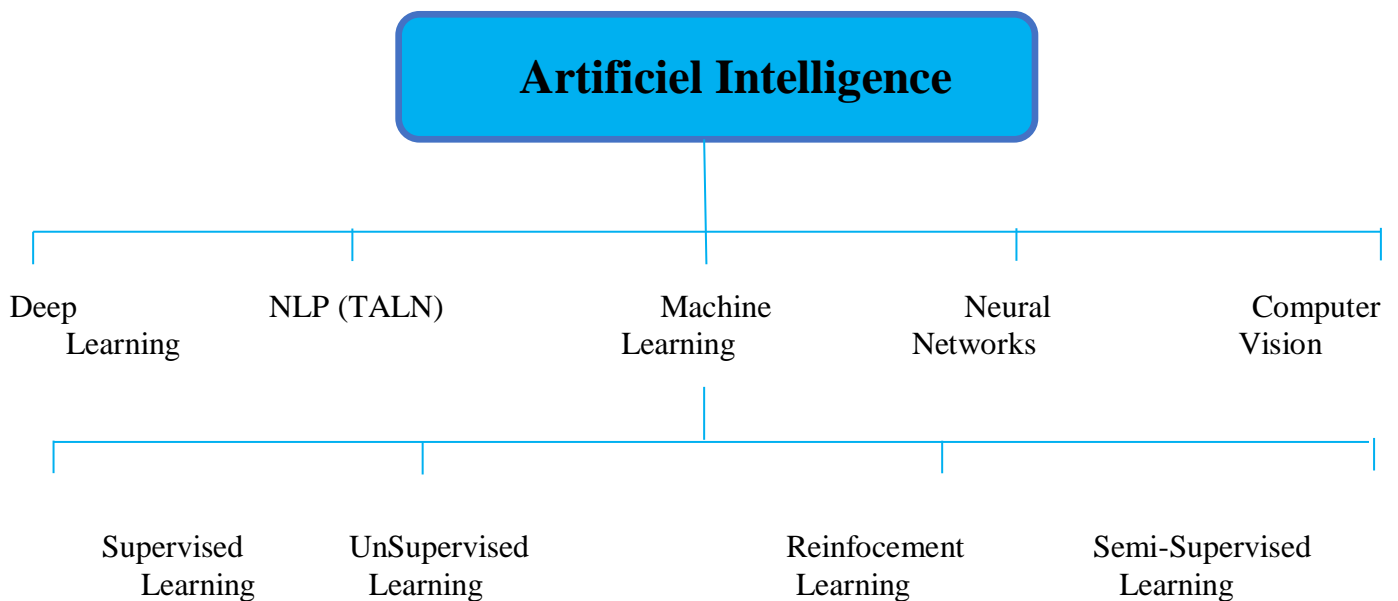 Artificiel Intelligence
Deep
Learning
NLP (TALN)
Machine
Learning
Neural
Networks
Computer
Vision
Supervised
Learning
UnSupervised
Learning
Reinfocement
Learning
Semi-Supervised
Learning